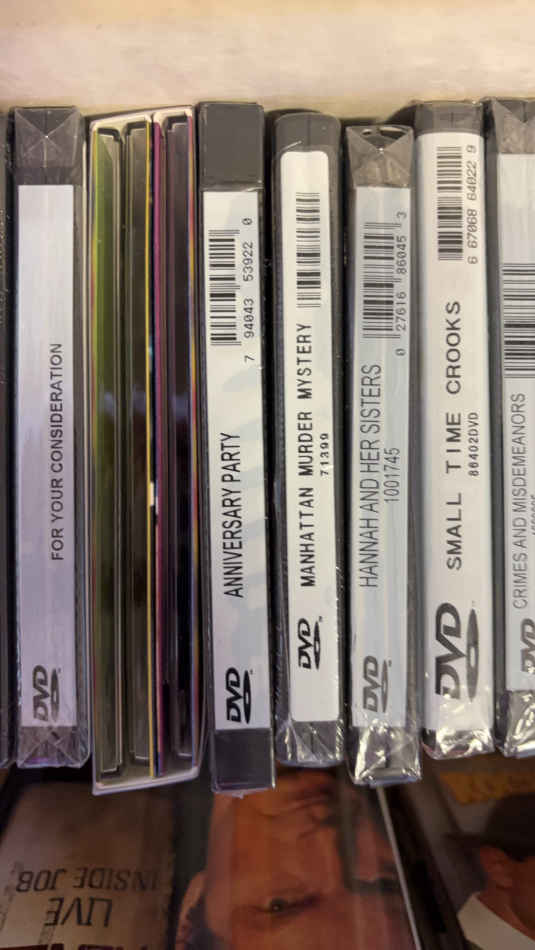 FOR YOUR CONSIDERATION
DVD
ANNIVERSARY PARTY
7 94043 53922 0
DVD
MANHATTAN MURDER MYSTERY
71399
DVD
HANNAH AND HER SISTERS
1001745
0 27616 86045 3
DVD
SMALL TIME CROOKS
86402DVD
6 67068 64022 9
DVD
CRIMES AND MISDEMEANORS
DVD
LIVE
INSIDE JOB